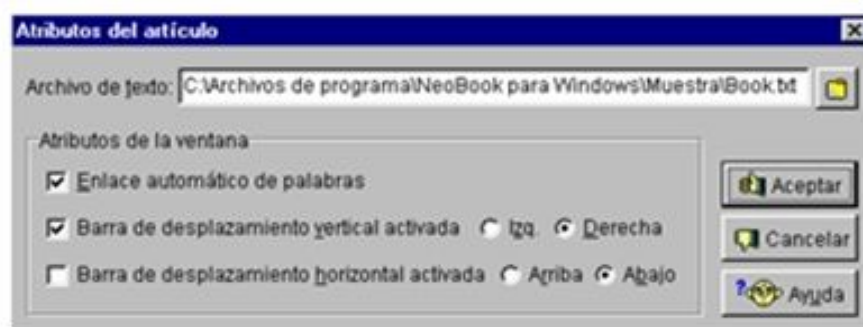 Atributos del artículo
Archivo de texto: C:\Archivos de programa\NeoBook para Windows\Muestra\Book.txt
Atributos de la ventana
Enlace automático de palabras
Aceptar
Barra de desplazamiento vertical activada Izq. Derecha
Cancelar
Barra de desplazamiento horizontal activada Arriba Abajo
? Ayuda